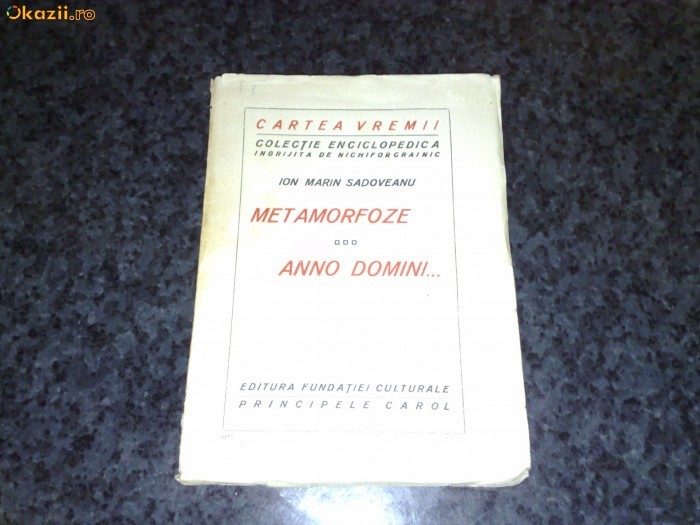 Okazii.ro
CARTEA VREMII
COLECȚIE ENCICLOPEDICA
INGRIJITA DE NICHIFOR CRAINIC
ION MARIN SADOVEANU
METAMORFOZE
ANNO DOMINI...
EDITURA FUNDAȚIEI CULTURALE
PRINCIPELE CAROL